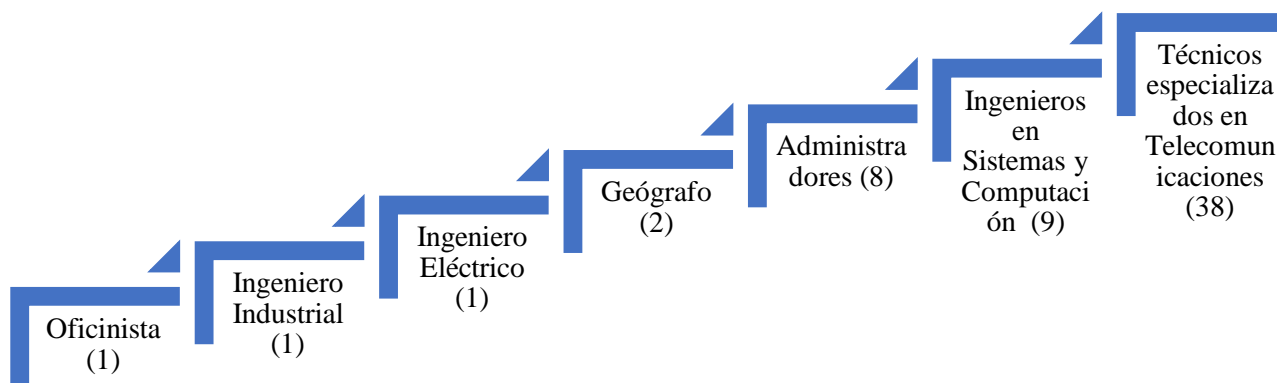 Oficinista
(1)
Ingeniero
Industrial
(1)
Ingeniero
Eléctrico
(1)
Geógrafo
(2)
Administra
dores (8)
Ingenieros
en
Sistemas y
Computaci
ón (9)
Técnicos
especializa
dos en
Telecomun
icaciones
(38)